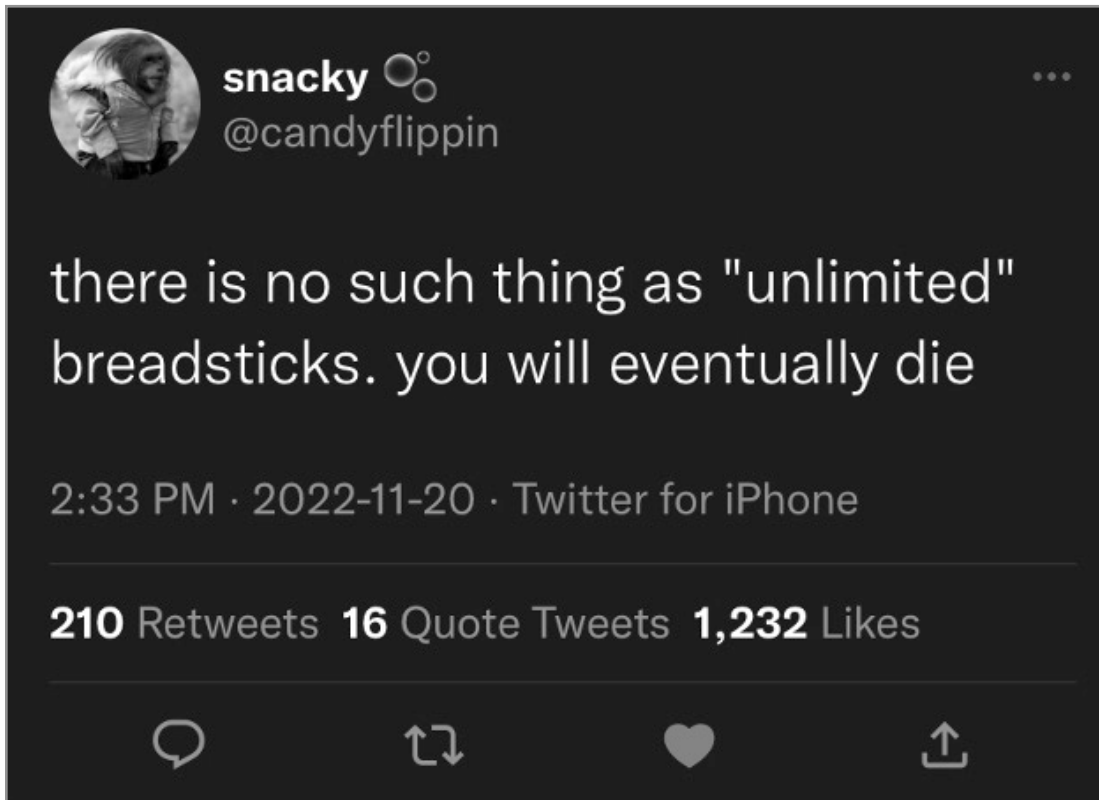 snacky
@candyflippin
there is no such thing as "unlimited"
breadsticks. you will eventually die
2:33 PM · 2022-11-20 · Twitter for iPhone
210 Retweets 16 Quote Tweets 1,232 Likes